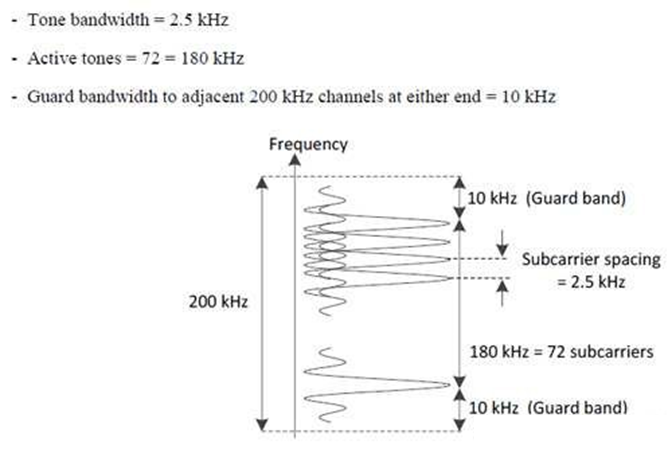 - Tone bandwidth = 2.5 kHz
- Active tones = 72 = 180 kHz
- Guard bandwidth to adjacent 200 kHz channels at either end = 10 kHz
Frequency
10 kHz (Guard band)
Subcarrier spacing
= 2.5 kHz
200 kHz
180 kHz = 72 subcarriers
10 kHz (Guard band)